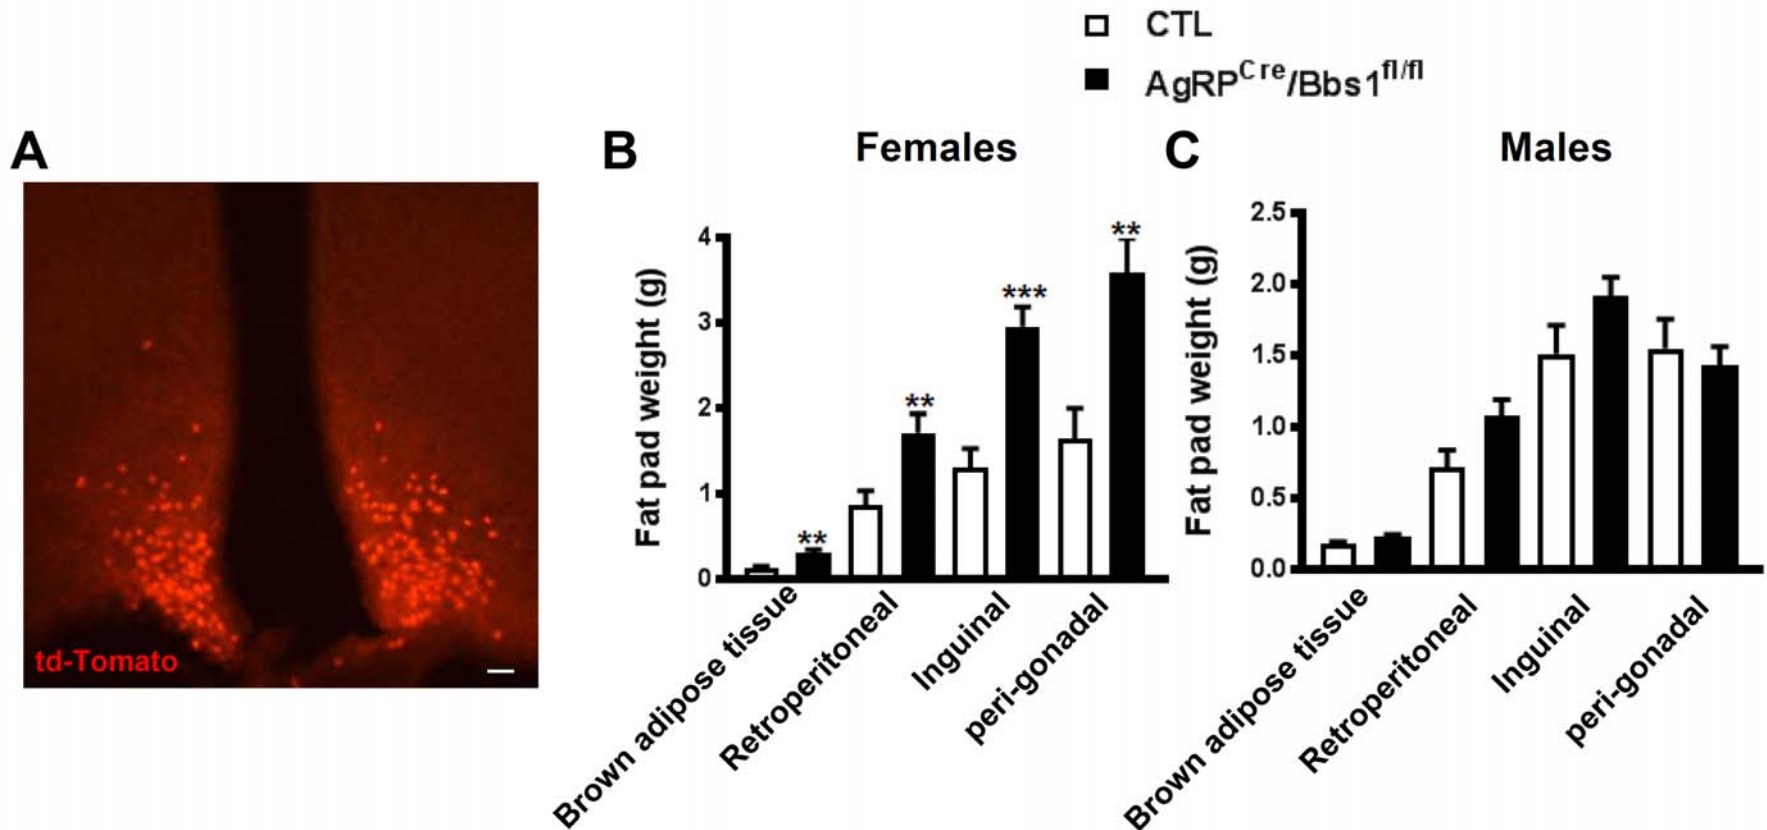 CTL
AgRP^Cre/Bbs1^fl/fl
A
td-Tomato
B
Females
Fat pad weight (g)
4
3
2
1
0
**
**
***
**
Brown adipose tissue
Retroperitoneal
Inguinal
peri-gonadal
C
Males
Fat pad weight (g)
2.5
2.0
1.5
1.0
0.5
0.0
Brown adipose tissue
Retroperitoneal
Inguinal
peri-gonadal